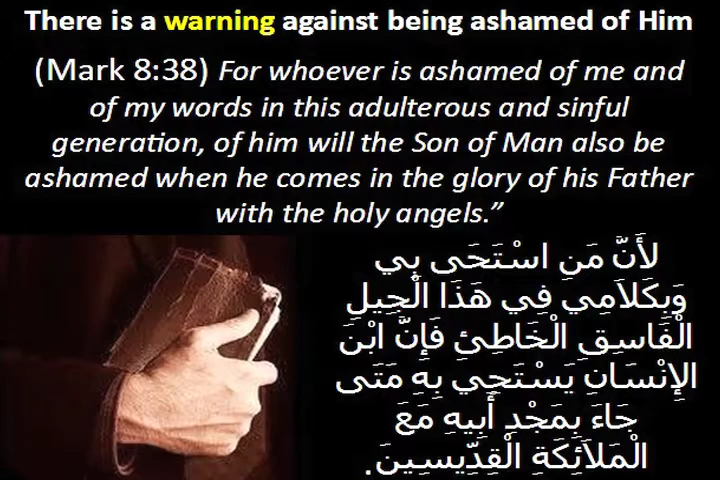 There is a warning against being ashamed of Him
(Mark 8:38) For whoever is ashamed of me and
of my words in this adulterous and sinful
generation, of him will the Son of Man also be
ashamed when he comes in the glory of his Father
with the holy angels.”
لأَنَّ مَنِ اسْتَحَى بِي
وَبِكَلاَمِي فِي هَذَا الْجِيلِ
الْفَاسِقِ الْخَاطِئِ فَإِنَّ ابْنَ
الإِنْسَانِ يَسْتَحِي بِهِ مَتَى
جَاءَ بِمَجْدِ أَبِيهِ مَعَ
الْمَلاَئِكَةِ الْقِدِّيسِينَ.